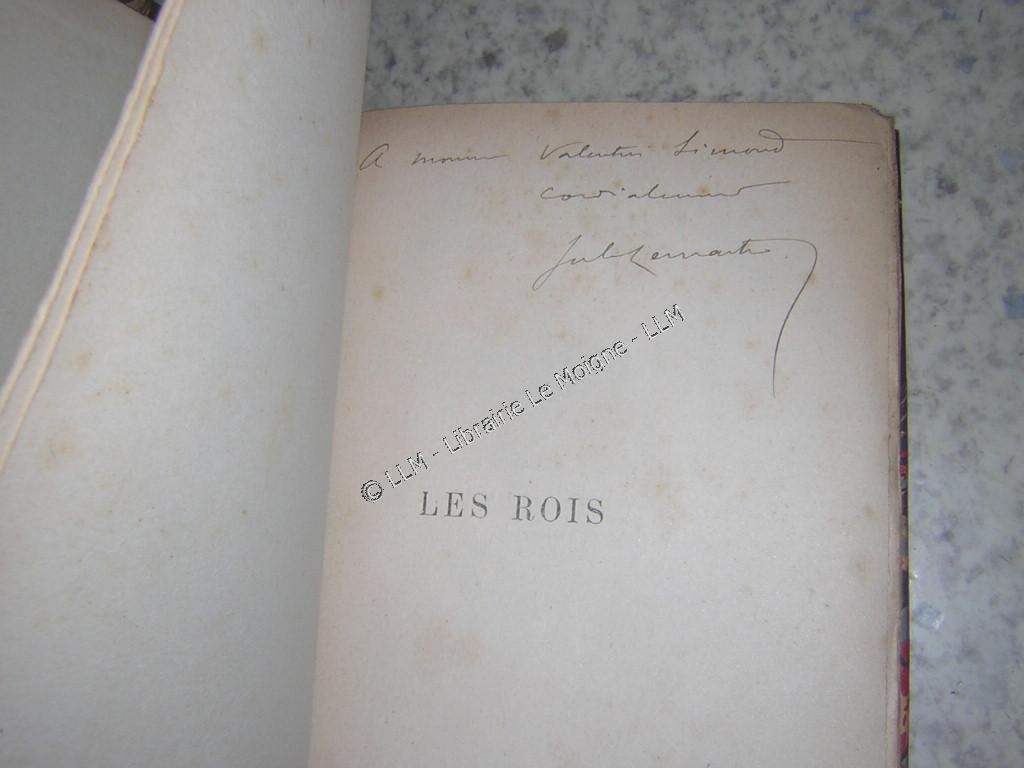 A monsieur Valentin Simond
cordialement
Jules Lemaitre
© LLM - Librairie Le Moigne - LLM
LES ROIS